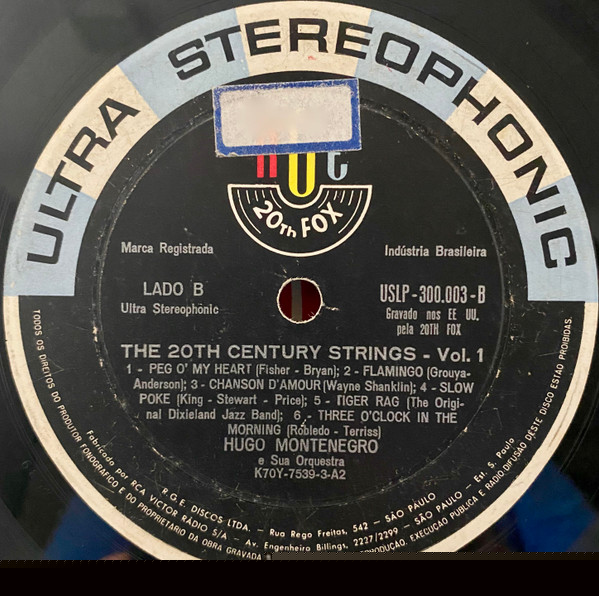 ULTRA STEREOPHONIC
20TH FOX
Marca Registrada
Indústria Brasileira
LADO B
Ultra Stereophonic
USLP-300.003-B
Gravado nos EE UU.
pela 20TH FOX
THE 20TH CENTURY STRINGS - Vol. 1
1 - PEG O' MY HEART (Fisher - Bryan); 2 - FLAMINGO (Grouya-
Anderson); 3 - CHANSON D'AMOUR (Wayne Shanklin); 4 - SLOW
POKE (King - Stewart - Price); 5 - TIGER RAG (The Origi-
nal Dixieland Jazz Band); 6 - THREE O'CLOCK IN THE
MORNING (Robledo - Terriss)
HUGO MONTENEGRO
e Sua Orquestra
K70Y-7539-3-A2
Fabricado por RCA VICTOR RÁDIO S/A - Av. Engenheiro Billings, 2227/2299 - SÃO PAULO - Est. S. Paulo
R.G.E. DISCOS LTDA. - Rua Rego Freitas, 542 - SÃO PAULO
TODOS OS DIREITOS DO PRODUTOR FONOGRÁFICO E DO PROPRIETÁRIO DA OBRA GRAVADA
REPRODUÇÃO, EXECUÇÃO PUBLICA E RADIO DIFUSÃO DESTE DISCO ESTÃO PROIBIDAS.